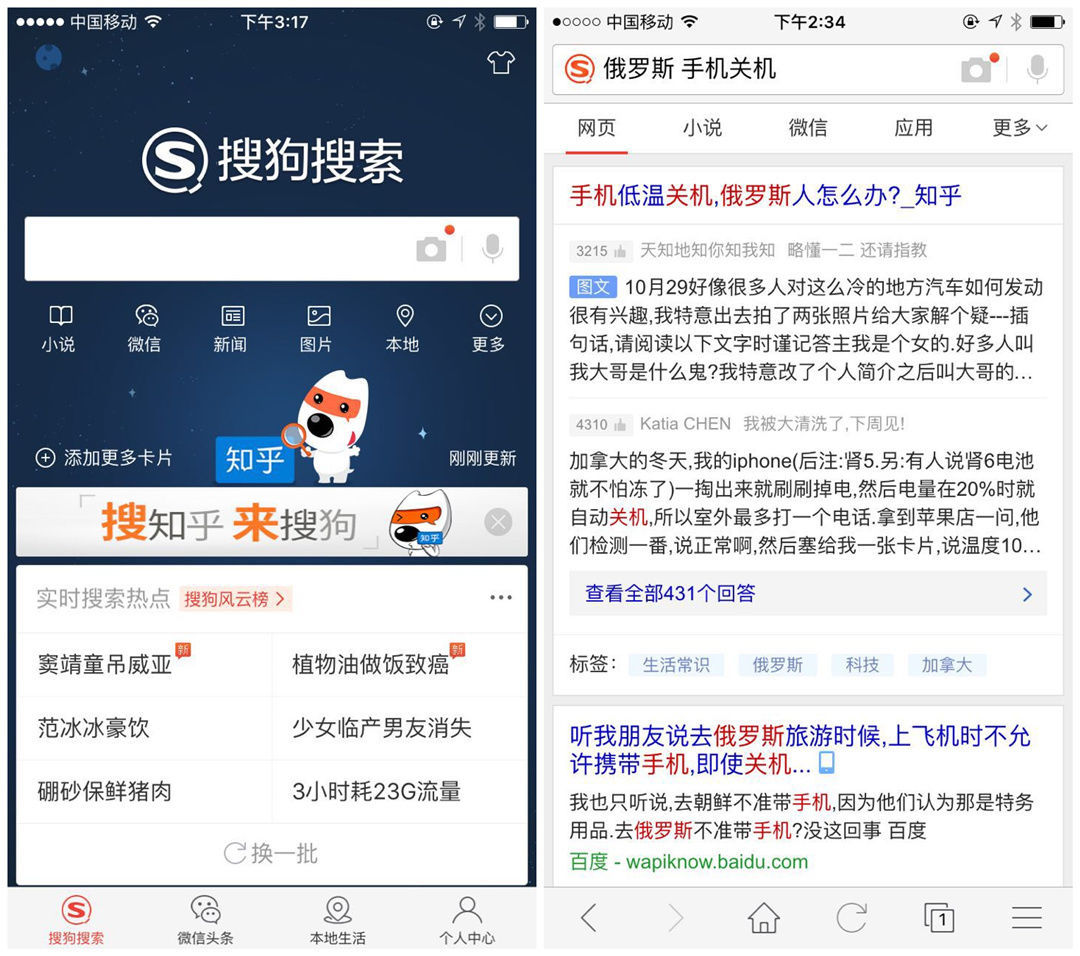 中国移动 下午3:17
S 搜狗搜索
小说 微信 新闻 图片 本地 更多
添加更多卡片 知乎 刚刚更新
搜知乎 来搜狗 知乎
实时搜索热点 搜狗风云榜 >
窦靖童吊威亚 新 植物油做饭致癌 新
范冰冰豪饮 少女临产男友消失
硼砂保鲜猪肉 3小时耗23G流量
换一批
搜狗搜索 微信头条 本地生活 个人中心
中国移动 下午2:34
俄罗斯 手机关机
网页 小说 微信 应用 更多
手机低温关机,俄罗斯人怎么办?_知乎
3215 天知地知你知我知 略懂一二 还请指教
图文 10月29好像很多人对这么冷的地方汽车如何发动
很有兴趣,我特意出去拍了两张照片给大家解个疑---插
句话,请阅读以下文字时谨记答主我是个女的.好多人叫
我大哥是什么鬼?我特意改了个人简介之后叫大哥的...
4310 Katia CHEN 我被大清洗了,下周见!
加拿大的冬天,我的iphone(后注:肾5.另:有人说肾6电池
就不怕冻了)一掏出来就刷刷掉电,然后电量在20%时就
自动关机,所以室外最多打一个电话.拿到苹果店一问,他
们检测一番,说正常啊,然后塞给我一张卡片,说温度10...
查看全部431个回答
标签: 生活常识 俄罗斯 科技 加拿大
听我朋友说去俄罗斯旅游时候,上飞机时不允
许携带手机,即使关机...
我也只听说,去朝鲜不准带手机,因为他们认为那是特务
用品.去俄罗斯不准带手机?没这回事 百度
百度 - wapiknow.baidu.com
1